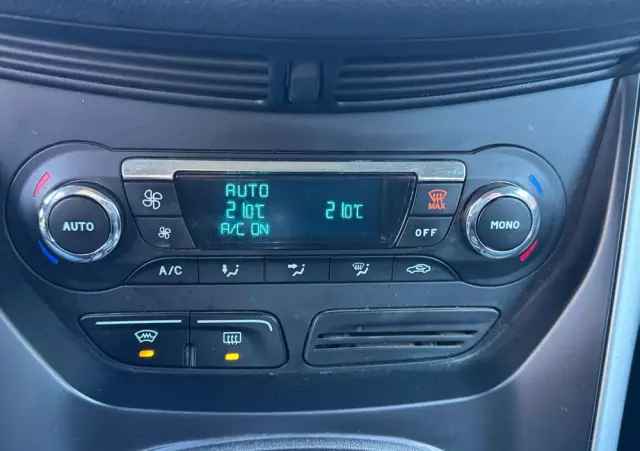 AUTO
21.0°C 21.0°C
A/C ON
MAX
AUTO
MONO
OFF
A/C